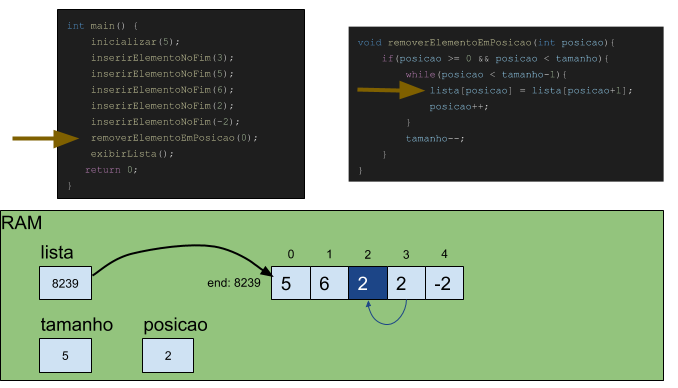 int main() {
inicializar(5);
inserirElementoNoFim(3);
inserirElementoNoFim(5);
inserirElementoNoFim(6);
inserirElementoNoFim(2);
inserirElementoNoFim(-2);
removerElementoEmPosicao(0);
exibirLista();
return 0;
}
void removerElementoEmPosicao(int posicao){
if(posicao >= 0 && posicao < tamanho){
while(posicao < tamanho-1){
lista[posicao] = lista[posicao+1];
posicao++;
}
tamanho--;
}
}
RAM
lista
8239
end: 8239
0 1 2 3 4
5 6 2 2 -2
tamanho posicao
5 2